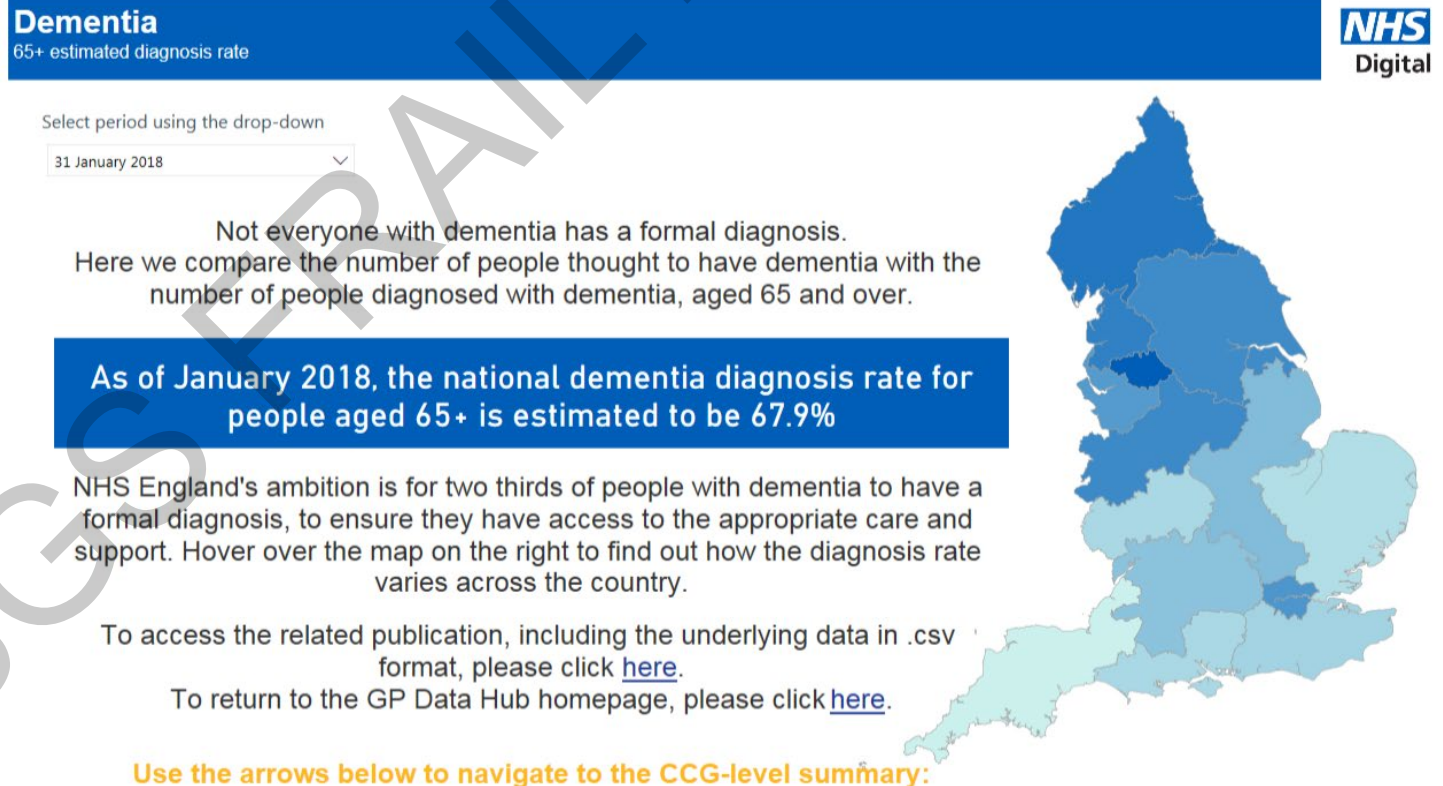 Dementia
65+ estimated diagnosis rate
NHS
Digital
Select period using the drop-down
31 January 2018
Not everyone with dementia has a formal diagnosis.
Here we compare the number of people thought to have dementia with the
number of people diagnosed with dementia, aged 65 and over.
As of January 2018, the national dementia diagnosis rate for
people aged 65+ is estimated to be 67.9%
NHS England's ambition is for two thirds of people with dementia to have a
formal diagnosis, to ensure they have access to the appropriate care and
support. Hover over the map on the right to find out how the diagnosis rate
varies across the country.
To access the related publication, including the underlying data in .csv
format, please click here.
To return to the GP Data Hub homepage, please click here.
Use the arrows below to navigate to the CCG-level summary:
GS FRAIL